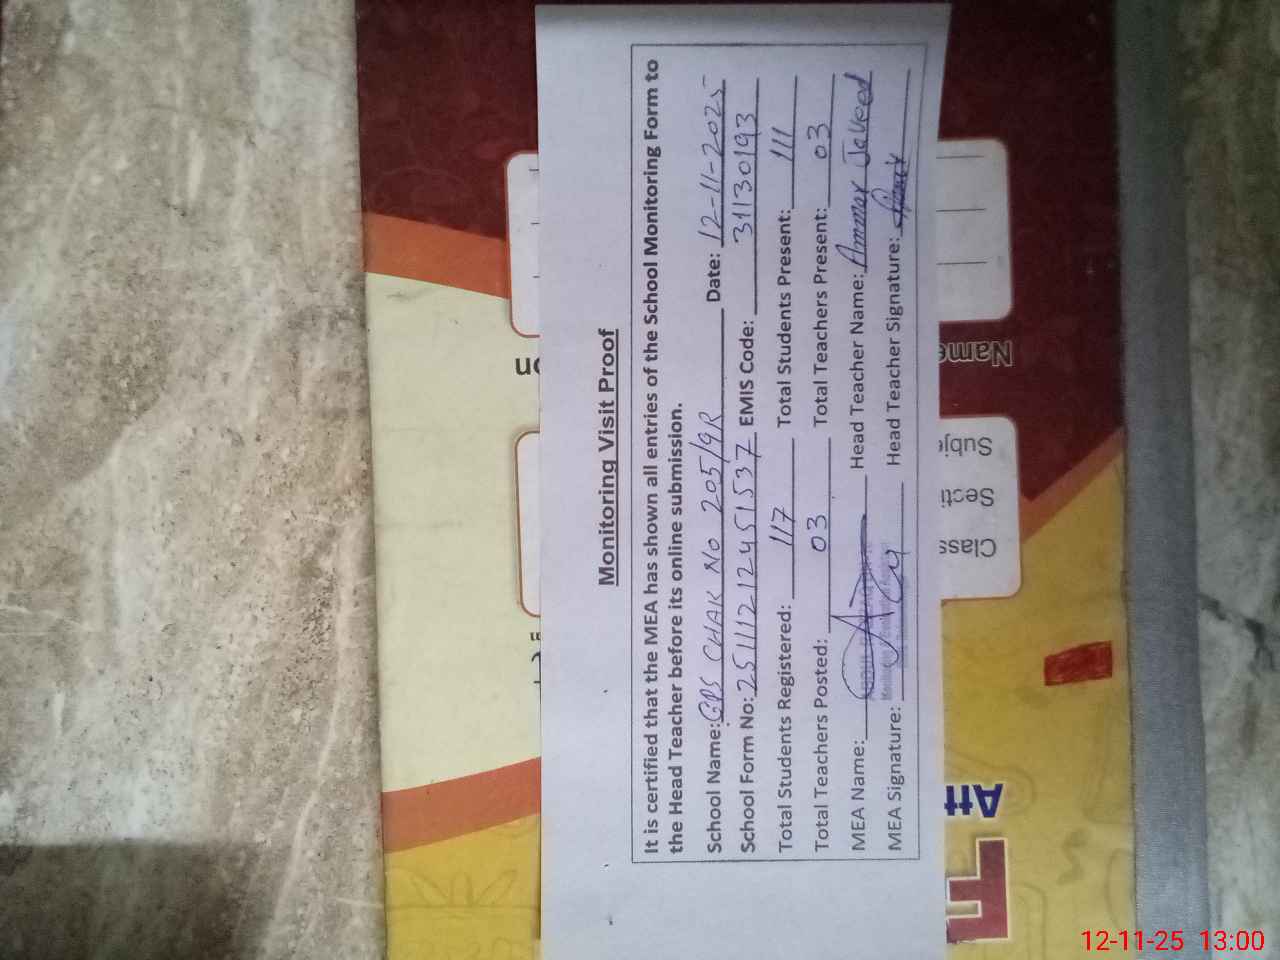 Monitoring Visit Proof
It is certified that the MEA has shown all entries of the School Monitoring Form to
the Head Teacher before its online submission.
School Name: GPS CHAK No 205/9R Date: 12-11-2025
School Form No: 25111212451537 EMIS Code: 31130193
Total Students Registered: 117 Total Students Present: 111
Total Teachers Posted: 03 Total Teachers Present: 03
MEA Name: Head Teacher Name: Ammar Javeed
MEA Signature: Head Teacher Signature:
Name
Class
Secti
Subje
Att
12-11-25 13:00